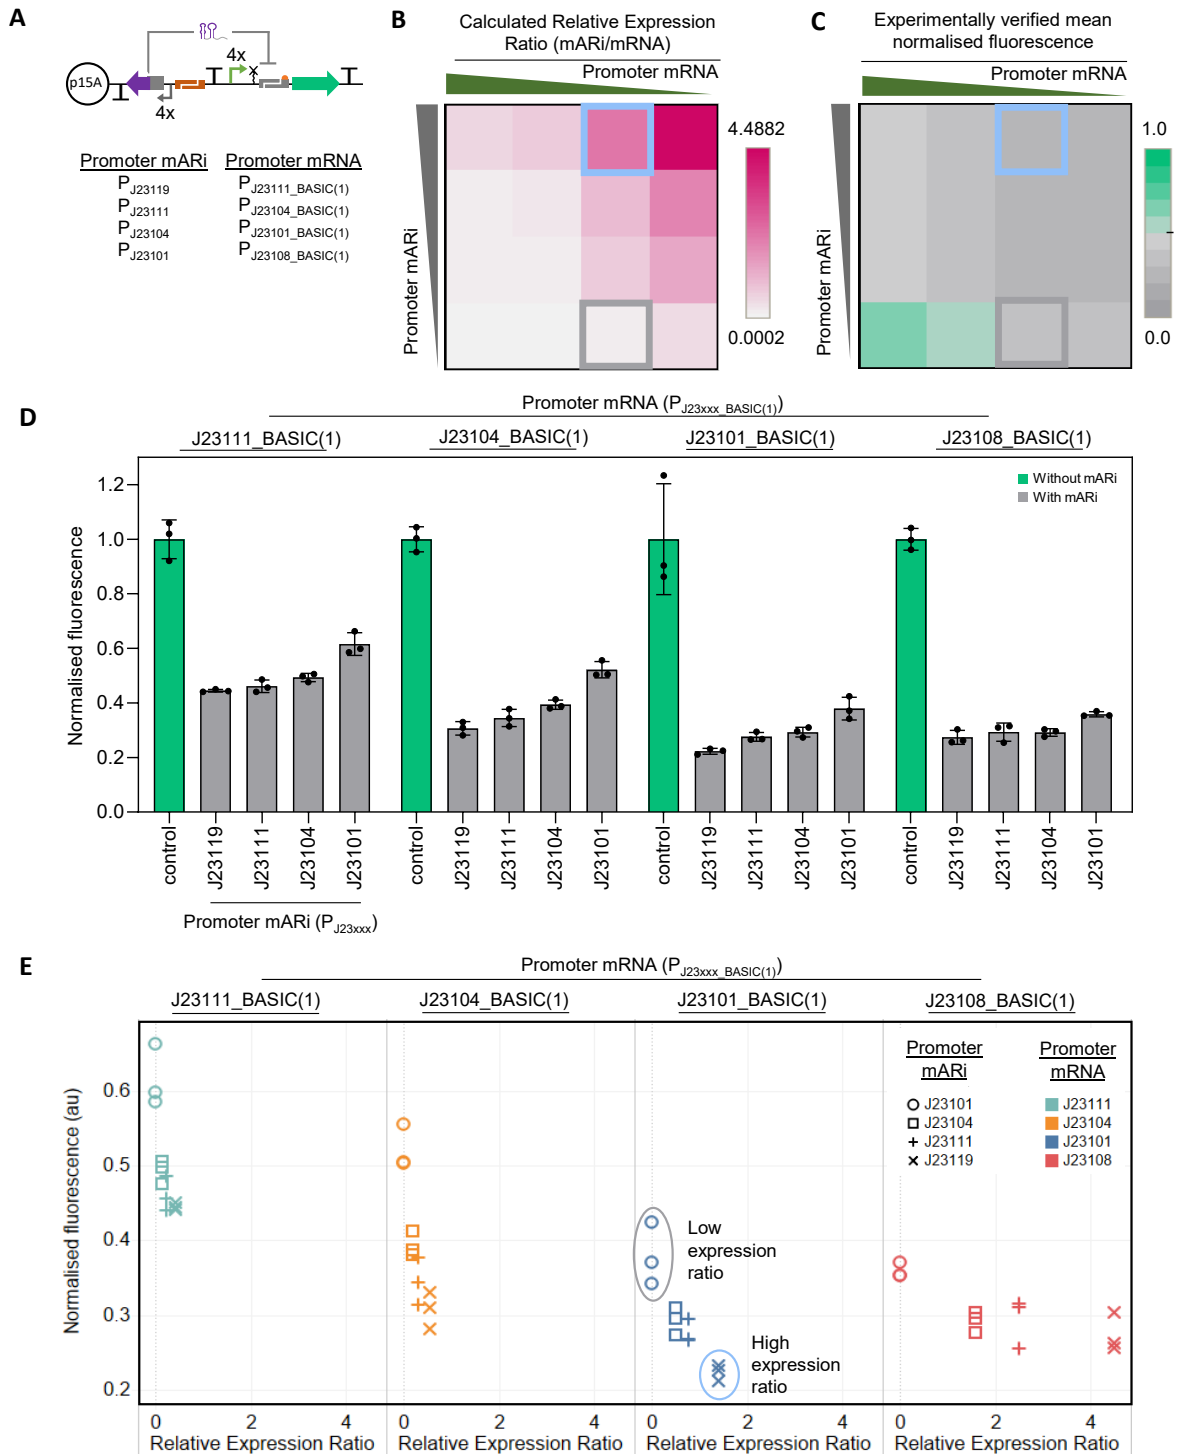 A
p15A
4x
4x
Promoter mARi Promoter mRNA
PJ23119 PJ23111_BASIC(1)
PJ23111 PJ23104_BASIC(1)
PJ23104 PJ23101_BASIC(1)
PJ23101 PJ23108_BASIC(1)
B
Calculated Relative Expression
Ratio (mARi/mRNA)
Promoter mRNA
Promoter mARi
4.4882
0.0002
C
Experimentally verified mean
normalised fluorescence
Promoter mRNA
Promoter mARi
1.0
0.0
D
Promoter mRNA (PJ23xxx_BASIC(1))
J23111_BASIC(1) J23104_BASIC(1) J23101_BASIC(1) J23108_BASIC(1)
Without mARi
With mARi
Normalised fluorescence
1.2
1.0
0.8
0.6
0.4
0.2
0.0
control J23119 J23111 J23104 J23101 control J23119 J23111 J23104 J23101 control J23119 J23111 J23104 J23101 control J23119 J23111 J23104 J23101
Promoter mARi (PJ23xxx)
E
Promoter mRNA (PJ23xxx_BASIC(1))
J23111_BASIC(1) J23104_BASIC(1) J23101_BASIC(1) J23108_BASIC(1)
Normalised fluorescence (au)
0.6
0.5
0.4
0.3
0.2
Promoter Promoter
mARi mRNA
J23101 J23111
J23104 J23104
J23111 J23101
J23119 J23108
Low
expression
ratio
High
expression
ratio
0 2 4 0 2 4 0 2 4 0 2 4
Relative Expression Ratio Relative Expression Ratio Relative Expression Ratio Relative Expression Ratio